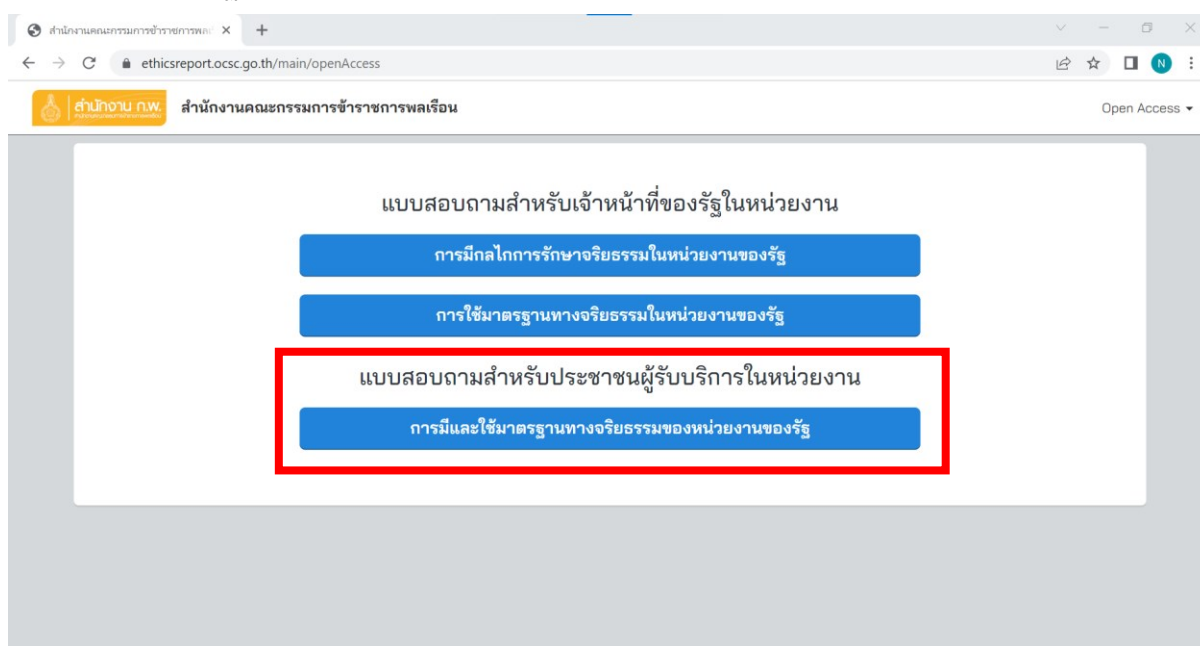 สำนักงานคณะกรรมการข้าราชการพล
ethicsreport.ocsc.go.th/main/openAccess
N
สำนักงาน ก.พ.
สำนักงานคณะกรรมการข้าราชการพลเรือน
Open Access
แบบสอบถามสำหรับเจ้าหน้าที่ของรัฐในหน่วยงาน
การมีกลไกการรักษาจริยธรรมในหน่วยงานของรัฐ
การใช้มาตรฐานทางจริยธรรมในหน่วยงานของรัฐ
แบบสอบถามสำหรับประชาชนผู้รับบริการในหน่วยงาน
การมีและใช้มาตรฐานทางจริยธรรมของหน่วยงานของรัฐ